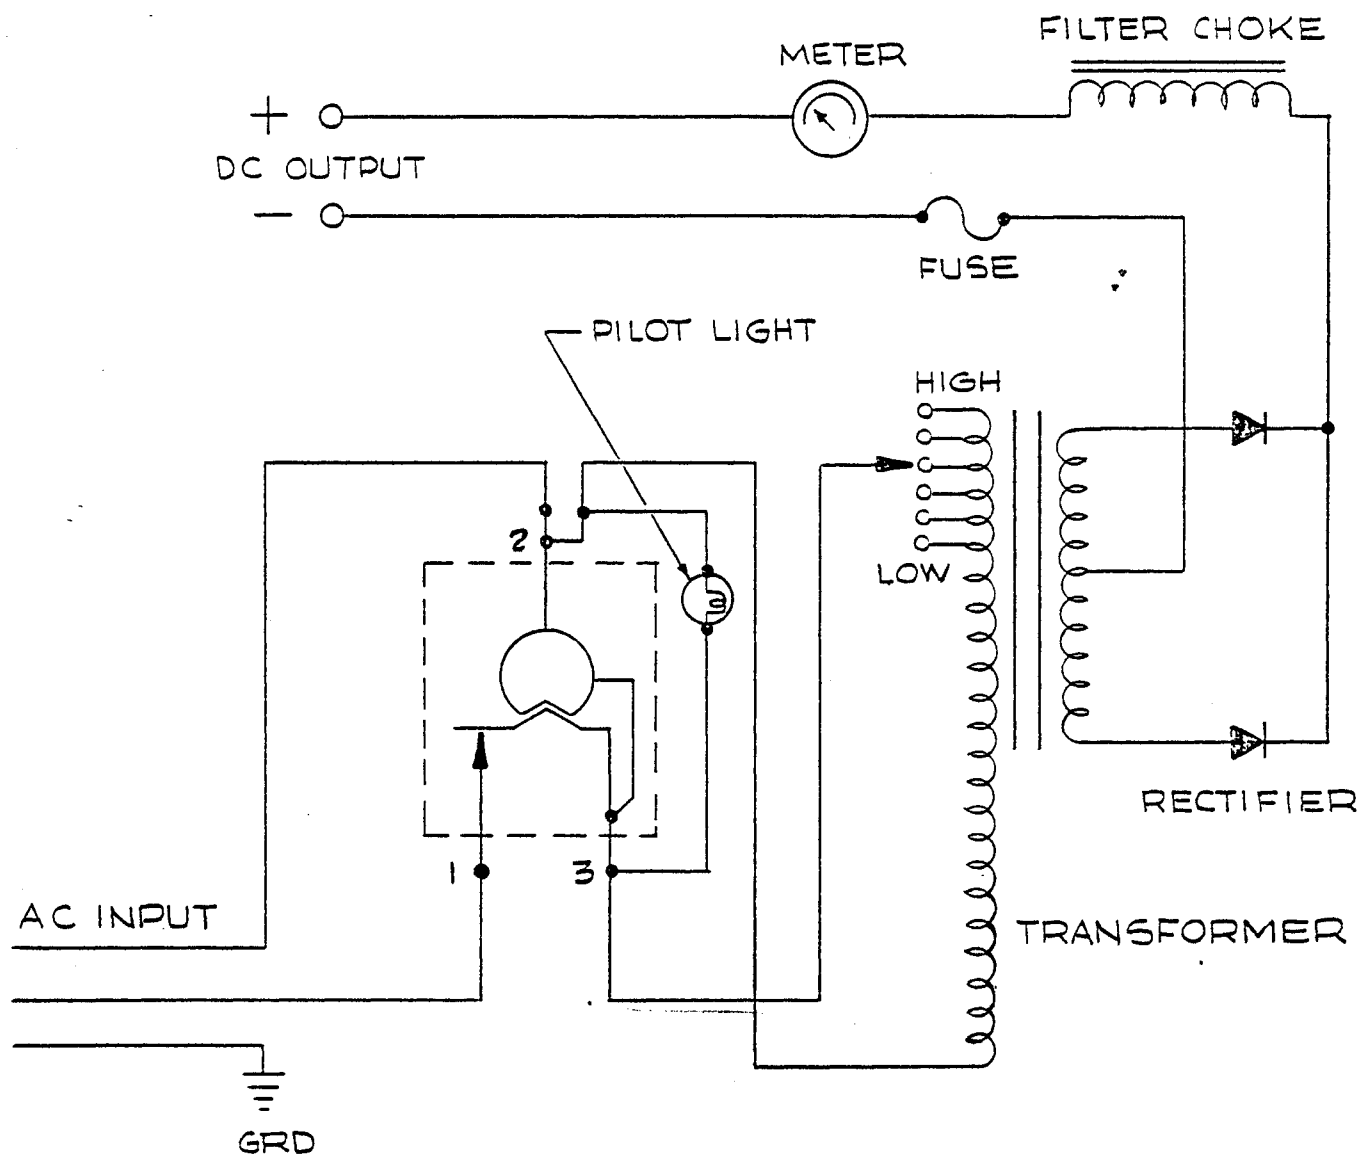 FILTER CHOKE
METER
+
DC OUTPUT
−
FUSE
PILOT LIGHT
HIGH
2
LOW
RECTIFIER
1
3
AC INPUT
TRANSFORMER
GRD